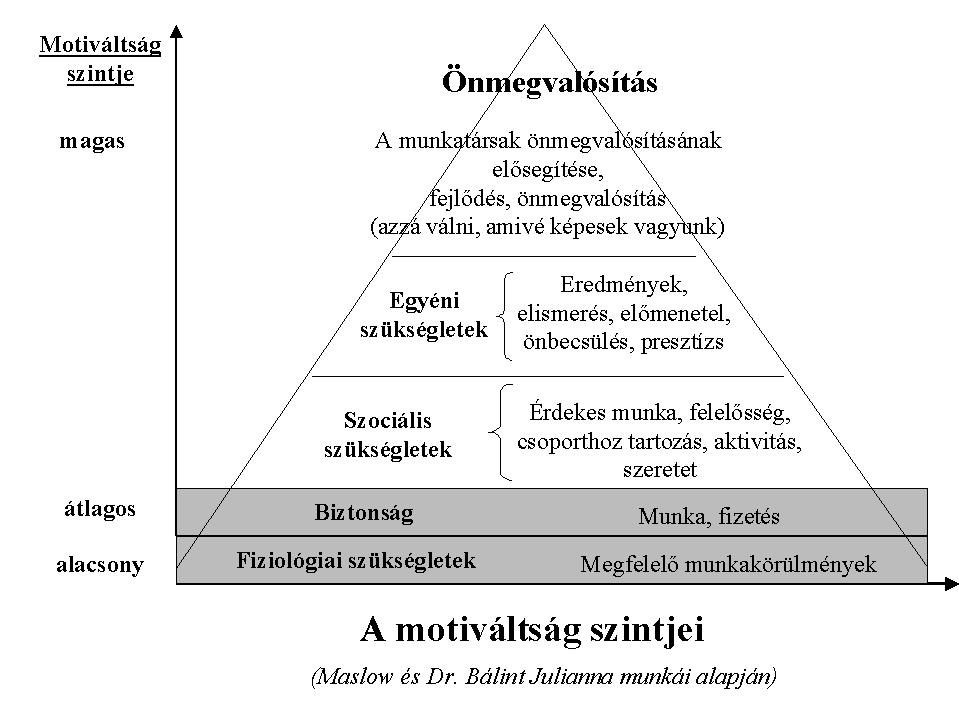 Motiváltság
szintje
Önmegvalósítás
magas
A munkatársak önmegvalósításának
elősegítése,
fejlődés, önmegvalósítás
(azzá válni, amivé képesek vagyunk)
Egyéni
szükségletek
Eredmények,
elismerés, előmenetel,
önbecsülés, presztízs
Szociális
szükségletek
Érdekes munka, felelősség,
csoporthoz tartozás, aktivitás,
szeretet
átlagos
Biztonság
Munka, fizetés
alacsony
Fiziológiai szükségletek
Megfelelő munkakörülmények
A motiváltság szintjei
(Maslow és Dr. Bálint Julianna munkái alapján)